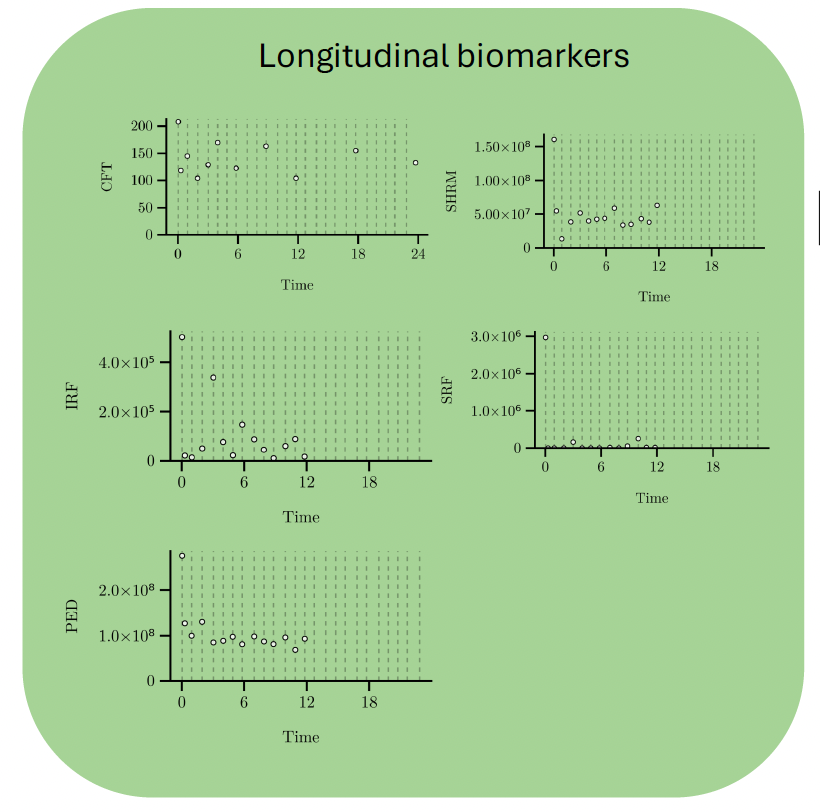 Longitudinal biomarkers
CFT
200
150
100
50
0
0 6 12 18 24
Time
SHRM
1.50×10⁸
1.00×10⁸
5.00×10⁷
0
0 6 12 18
Time
IRF
4.0×10⁵
2.0×10⁵
0
0 6 12 18
Time
SRF
3.0×10⁶
2.0×10⁶
1.0×10⁶
0
0 6 12 18
Time
PED
2.0×10⁸
1.0×10⁸
0
0 6 12 18
Time